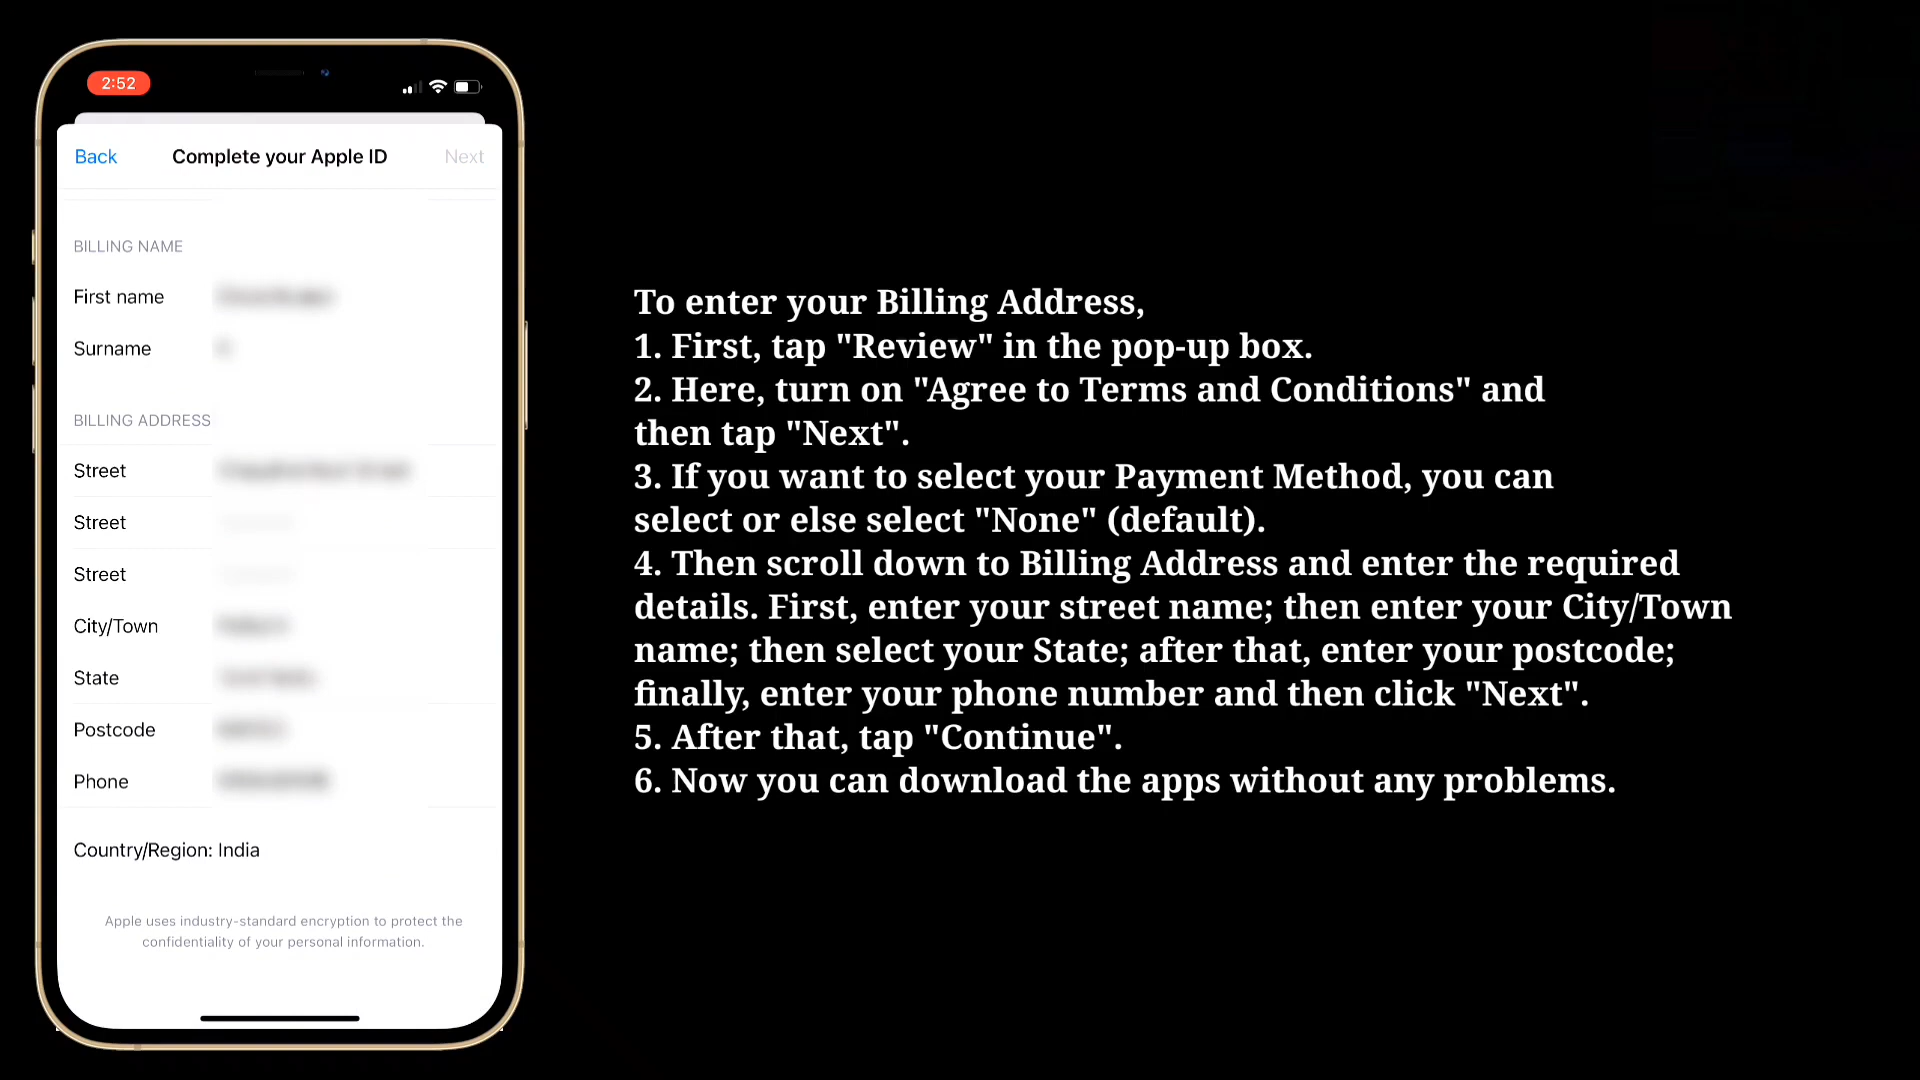 2:52
Back Complete your Apple ID Next
BILLING NAME
First name
Surname
BILLING ADDRESS
Street
Street
Street
City/Town
State
Postcode
Phone
Country/Region: India
Apple uses industry-standard encryption to protect the
confidentiality of your personal information.
To enter your Billing Address,
1. First, tap "Review" in the pop-up box.
2. Here, turn on "Agree to Terms and Conditions" and
then tap "Next".
3. If you want to select your Payment Method, you can
select or else select "None" (default).
4. Then scroll down to Billing Address and enter the required
details. First, enter your street name; then enter your City/Town
name; then select your State; after that, enter your postcode;
finally, enter your phone number and then click "Next".
5. After that, tap "Continue".
6. Now you can download the apps without any problems.